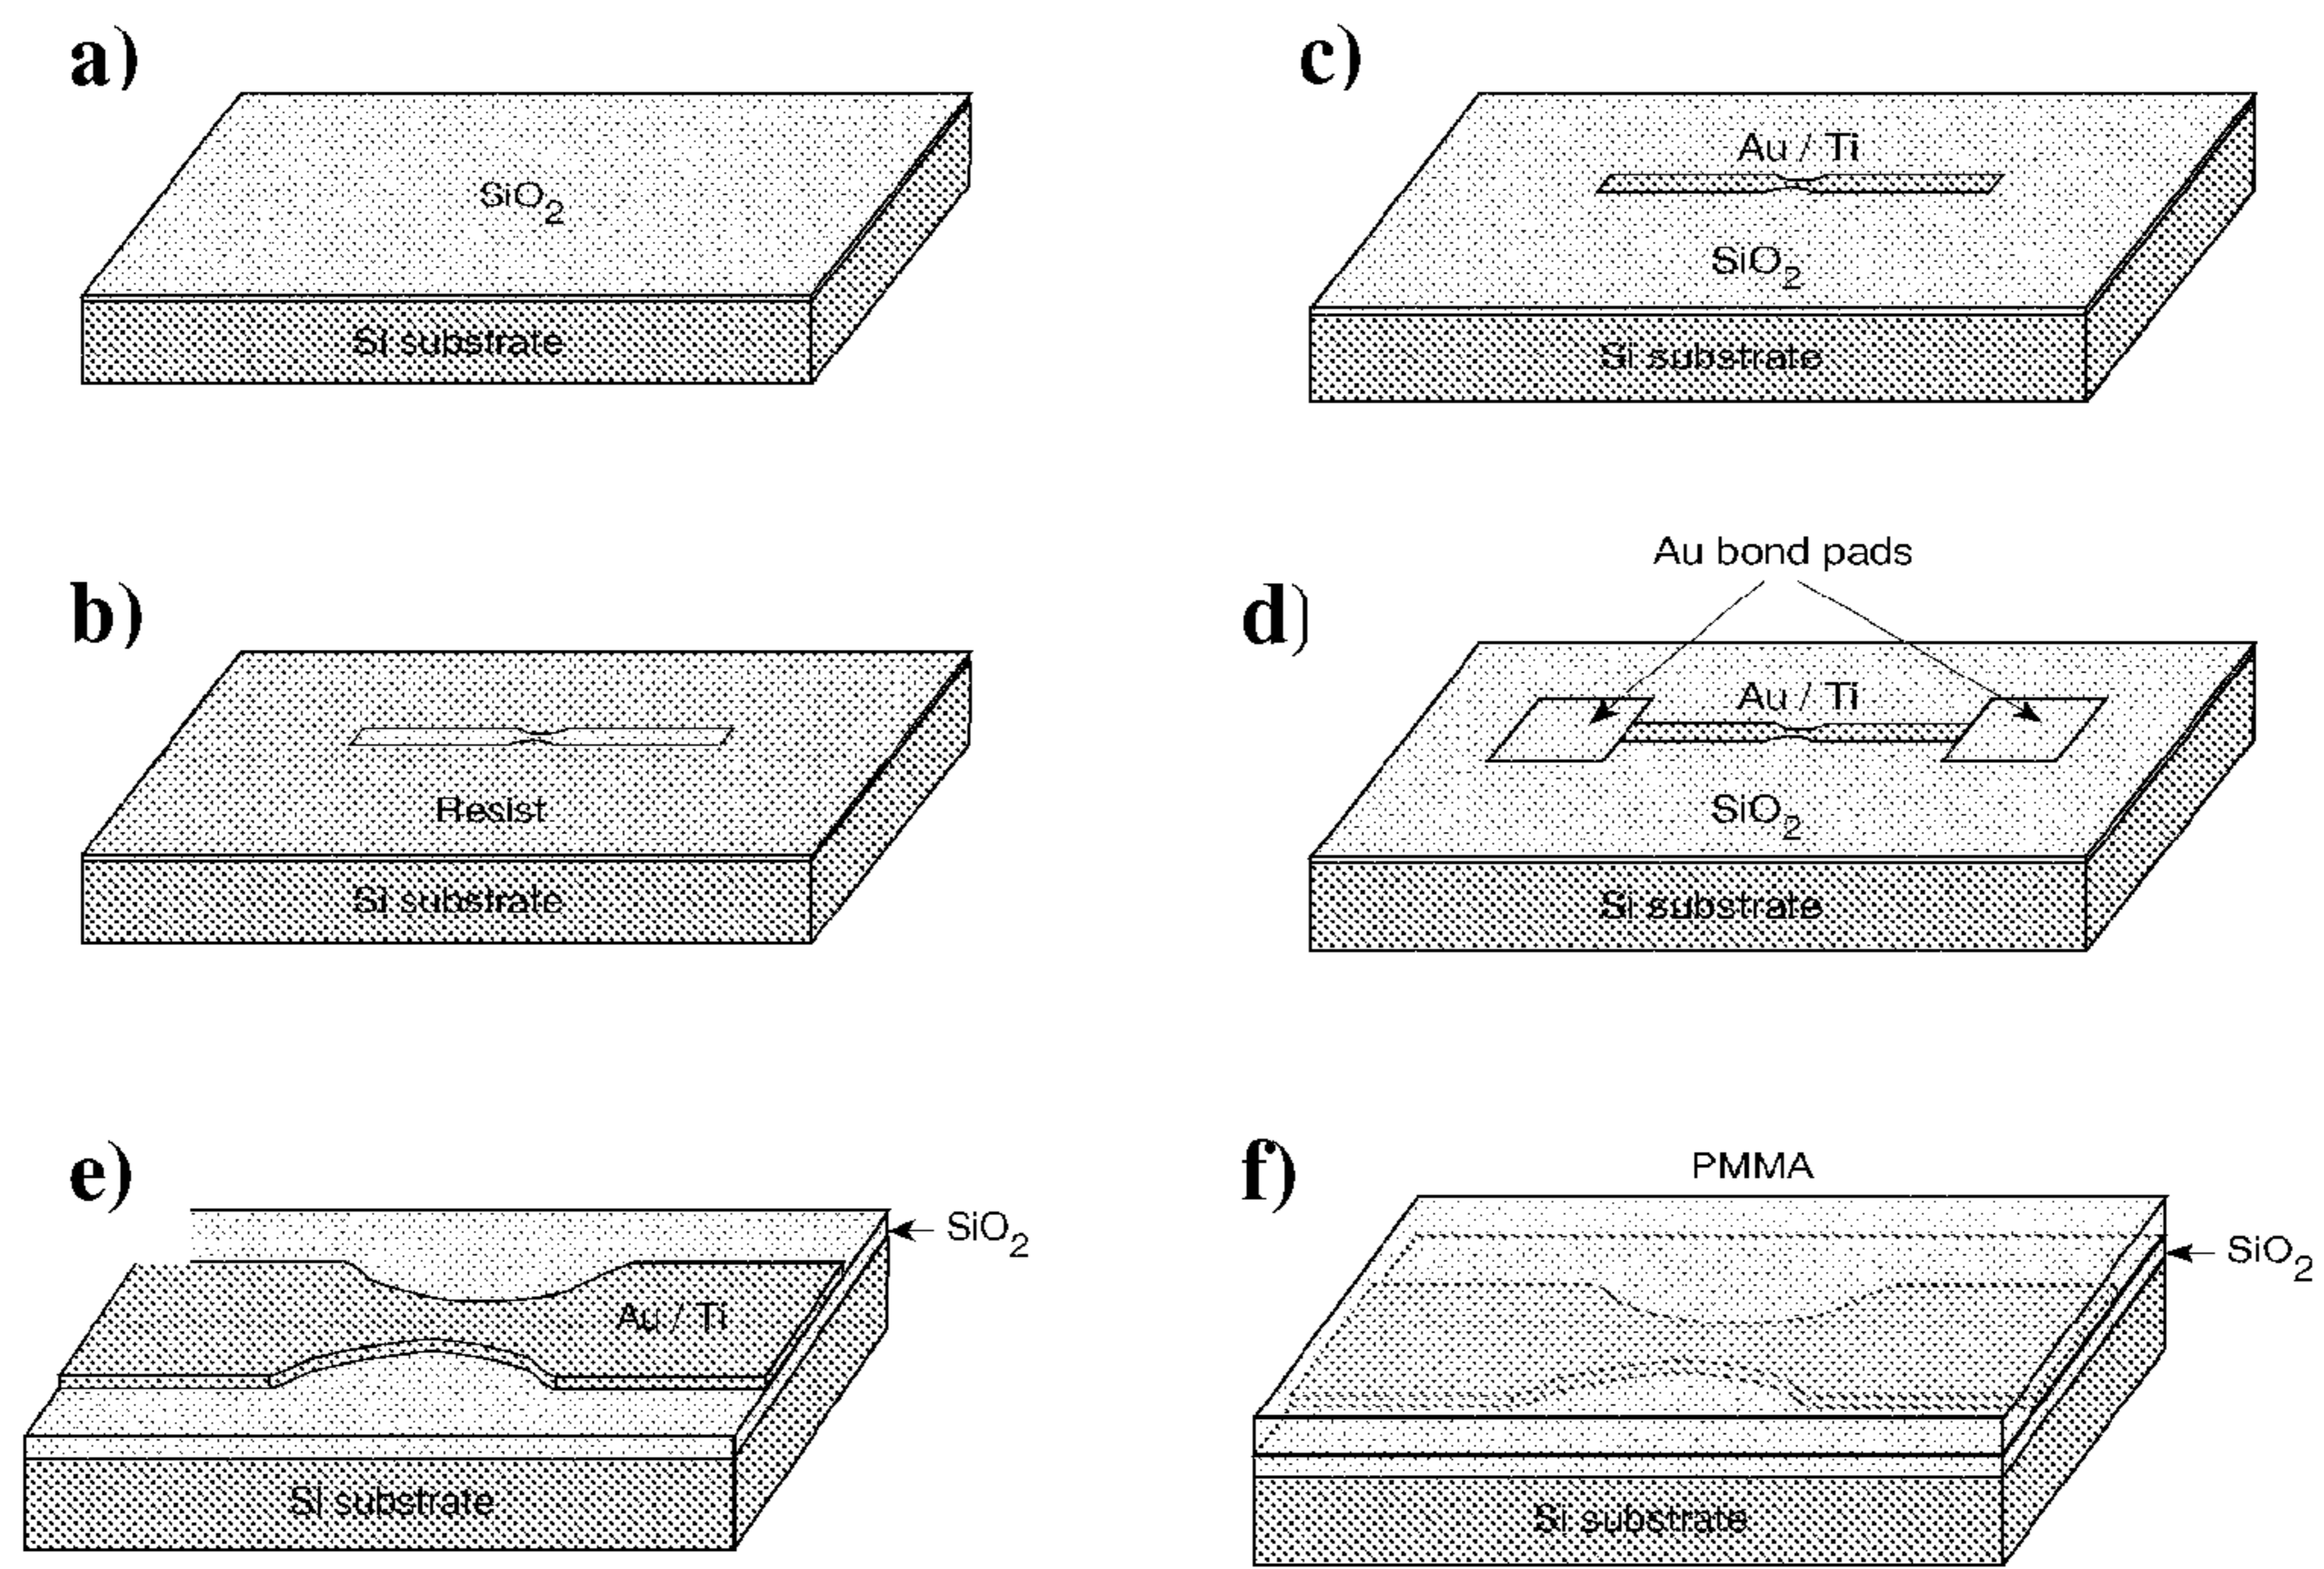 a)
SiO2
Si substrate
b)
Resist
Si substrate
c)
Au / Ti
SiO2
Si substrate
d)
Au bond pads
Au / Ti
SiO2
Si substrate
e)
SiO2
Au / Ti
Si substrate
f)
PMMA
SiO2
Si substrate